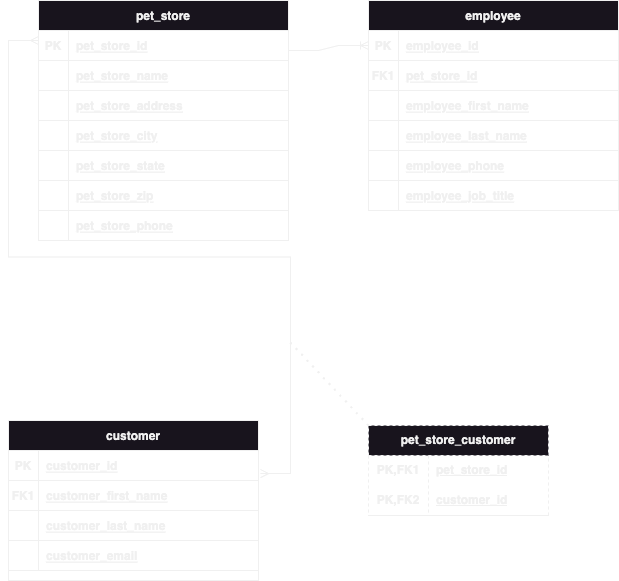 pet_store
PK pet_store_id
pet_store_name
pet_store_address
pet_store_city
pet_store_state
pet_store_zip
pet_store_phone
employee
PK employee_id
FK1 pet_store_id
employee_first_name
employee_last_name
employee_phone
employee_job_title
customer
PK customer_id
FK1 customer_first_name
customer_last_name
customer_email
pet_store_customer
PK,FK1 pet_store_id
PK,FK2 customer_id